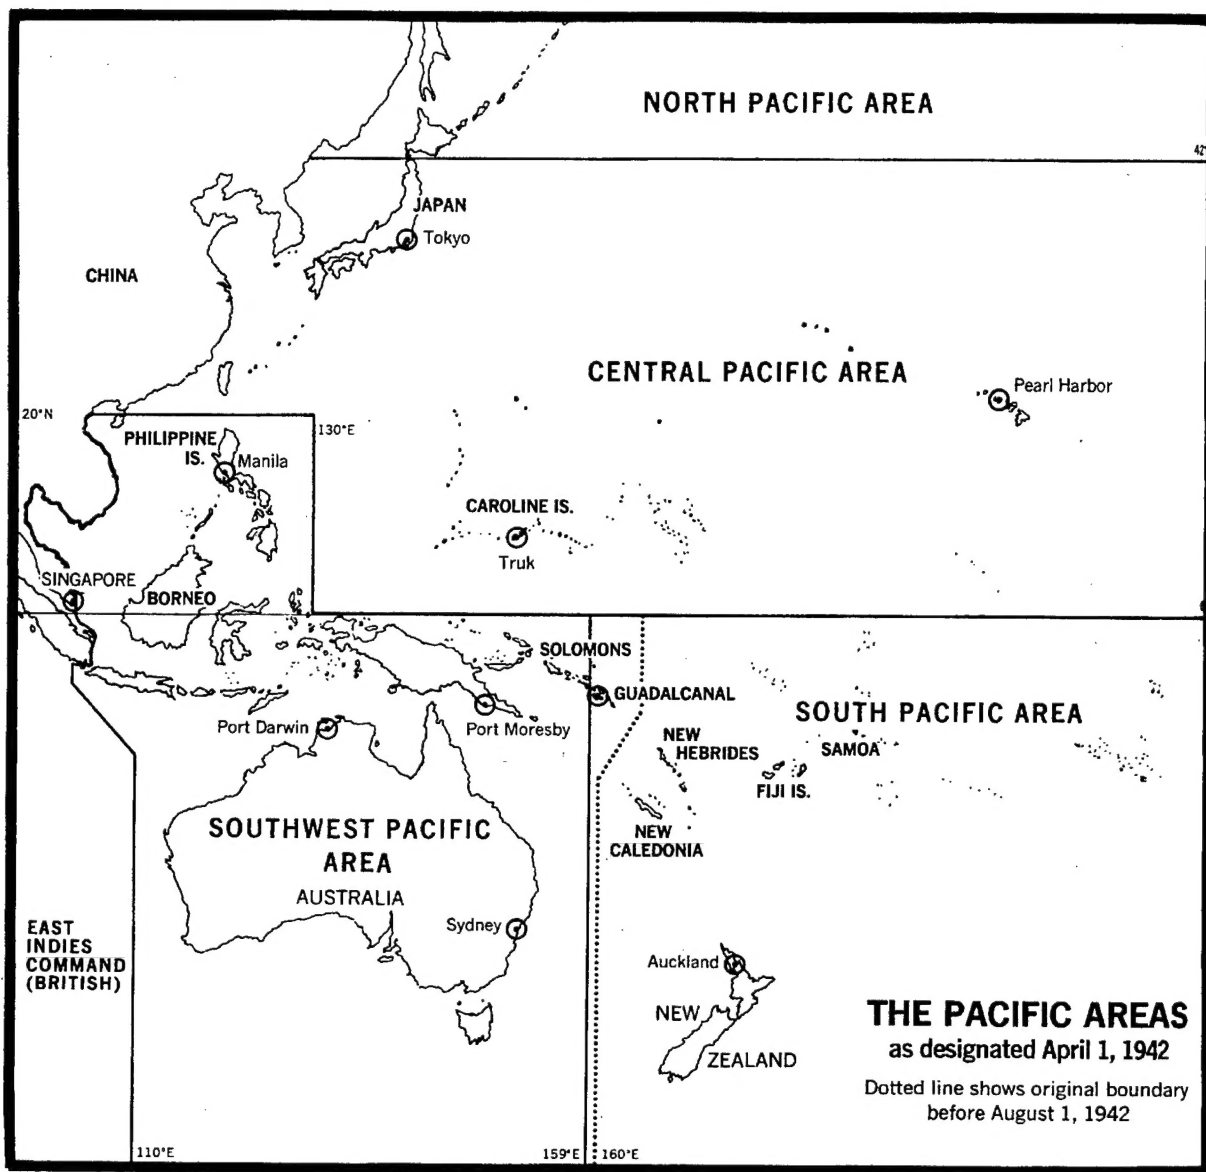 NORTH PACIFIC AREA
42°
JAPAN
Tokyo
CHINA
CENTRAL PACIFIC AREA
Pearl Harbor
20°N
130°E
PHILIPPINE
IS.
Manila
CAROLINE IS.
Truk
SINGAPORE
BORNEO
SOLOMONS
GUADALCANAL
SOUTH PACIFIC AREA
Port Darwin
Port Moresby
NEW
HEBRIDES
SAMOA
FIJI IS.
SOUTHWEST PACIFIC
AREA
NEW
CALEDONIA
AUSTRALIA
Sydney
EAST
INDIES
COMMAND
(BRITISH)
Auckland
NEW
ZEALAND
THE PACIFIC AREAS
as designated April 1, 1942
Dotted line shows original boundary
before August 1, 1942
110°E
159°E
160°E